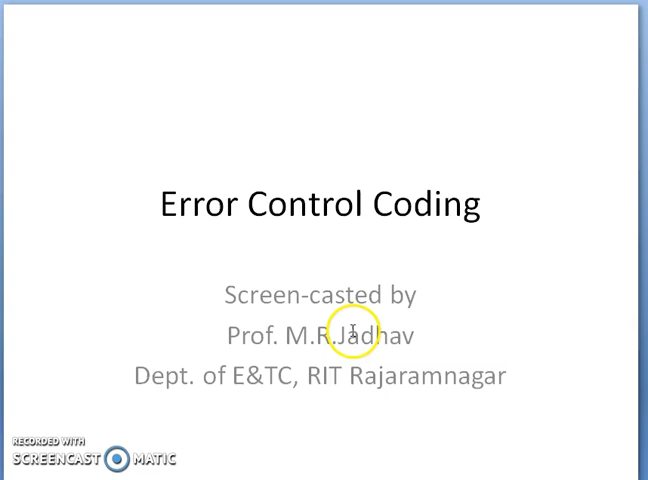 Error Control Coding
Screen-casted by
Prof. M.R.Jadhav
Dept. of E&TC, RIT Rajaramnagar
RECORDED WITH
SCREENCAST MATIC